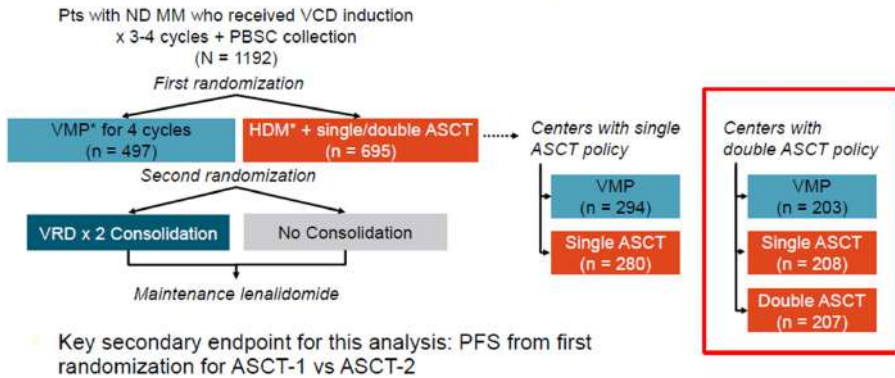 Pts with ND MM who received VCD induction
x 3-4 cycles + PBSC collection
(N = 1192)
First randomization
VMP* for 4 cycles
(n = 497)
HDM* + single/double ASCT
(n = 695)
Second randomization
VRD x 2 Consolidation
No Consolidation
Maintenance lenalidomide
Centers with single
ASCT policy
VMP
(n = 294)
Single ASCT
(n = 280)
Centers with
double ASCT policy
VMP
(n = 203)
Single ASCT
(n = 208)
Double ASCT
(n = 207)
Key secondary endpoint for this analysis: PFS from first
randomization for ASCT-1 vs ASCT-2